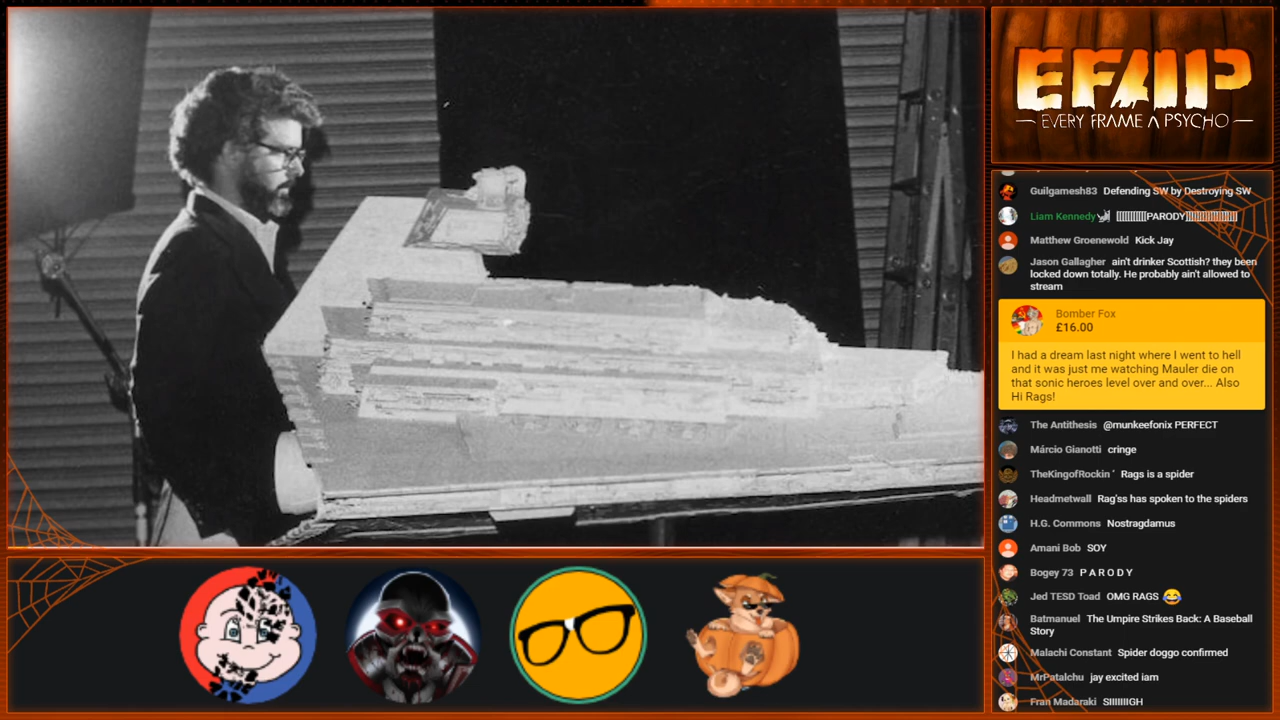 EFAP
EVERY FRAME A PSYCHO
Guilgamesh83 Defending SW by Destroying SW
Matthew Groenewold Kick Jay
Jason Gallagher ain't drinker Scottish? they been
locked down totally. He probably ain't allowed to
stream
Bomber Fox
£16.00
I had a dream last night where I went to hell
and it was just me watching Mauler die on
that sonic heroes level over and over... Also
Hi Rags!
The Antithesis @munkeefonix PERFECT
Márcio Gianotti cringe
TheKingofRockin ' Rags is a spider
Headmetwall Rag'ss has spoken to the spiders
H.G. Commons Nostragdamus
Amani Bob SOY
Bogey 73 P A R O D Y
Jed TESD Toad OMG RAGS 😂
Batmanuel The Umpire Strikes Back: A Baseball
Story
Malachi Constant Spider doggo confirmed
MrPatalchu jay excited iam
Fran Madaraki SIIIIIIIGH